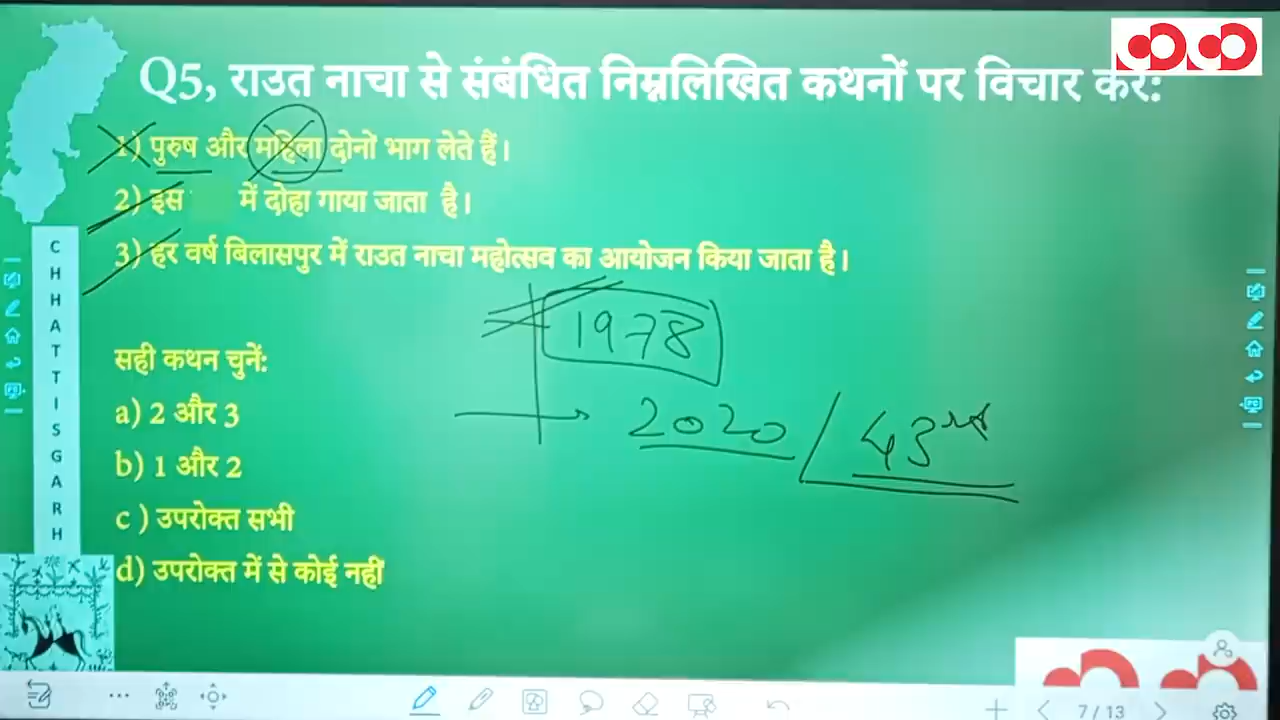 Q5, राउत नाचा से संबंधित निम्नलिखित कथनों पर विचार करें:
1) पुरुष और महिला दोनों भाग लेते हैं।
2) इस में दोहा गाया जाता है।
3) हर वर्ष बिलासपुर में राउत नाचा महोत्सव का आयोजन किया जाता है।
1978
2020 / 43rd
सही कथन चुनें:
a) 2 और 3
b) 1 और 2
c ) उपरोक्त सभी
d) उपरोक्त में से कोई नहीं
CHHATTISGARH
7 / 13